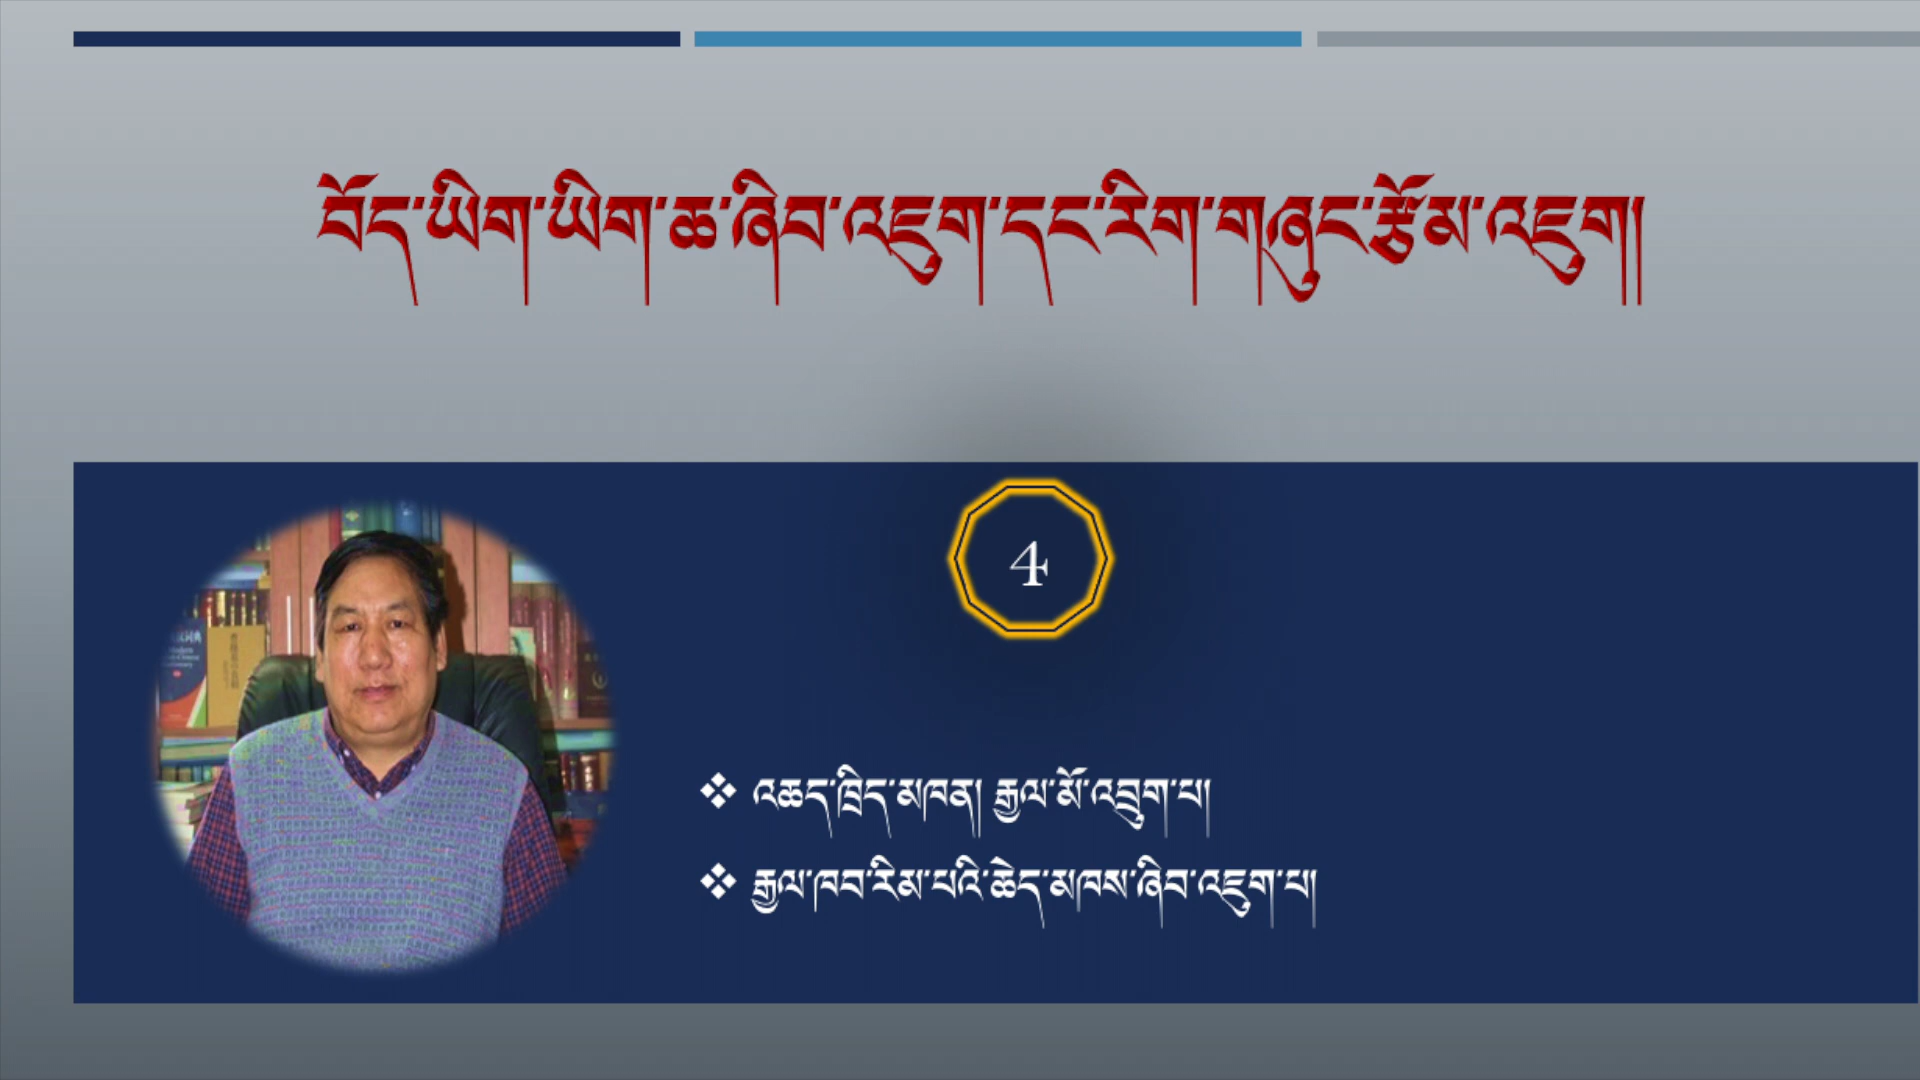 བོད་ཡིག་ཡིག་ཆ་ཞིབ་འཇུག་དང་རིག་གཞུང་རྩོམ་འཇུག།
4
❖ འཆད་ཁྲིད་མཁན། རྒྱལ་མོ་འབྲུག་པ།
❖ རྒྱལ་ཁབ་རིམ་པའི་ཆེད་མཁས་ཞིབ་འཇུག་པ།